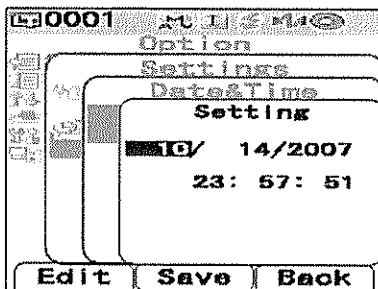 0001
Option
Settings
Date&Time
Setting
10/ 14/2007
23: 57: 51
Edit Save Back